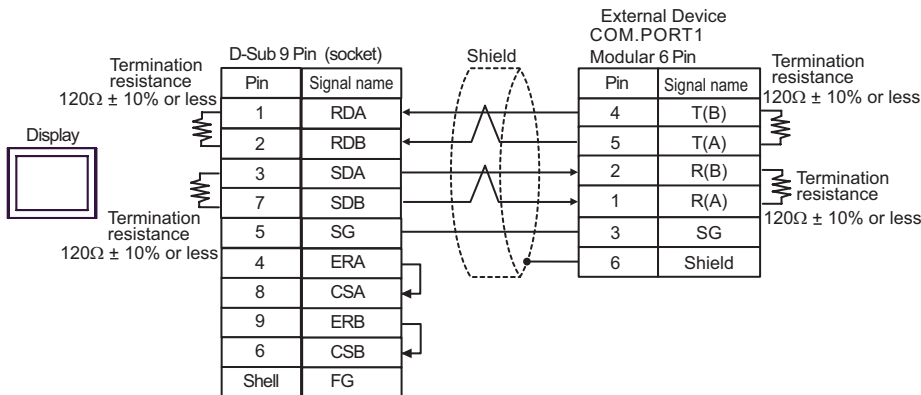 External Device
COM.PORT1
D-Sub 9 Pin (socket)
Shield
Modular 6 Pin
Termination
resistance
120Ω ± 10% or less
Pin Signal name
1 RDA
2 RDB
3 SDA
7 SDB
5 SG
4 ERA
8 CSA
9 ERB
6 CSB
Shell FG
Display
Termination
resistance
120Ω ± 10% or less
Pin Signal name
4 T(B)
5 T(A)
2 R(B)
1 R(A)
3 SG
6 Shield
Termination
resistance
120Ω ± 10% or less
Termination
resistance
120Ω ± 10% or less